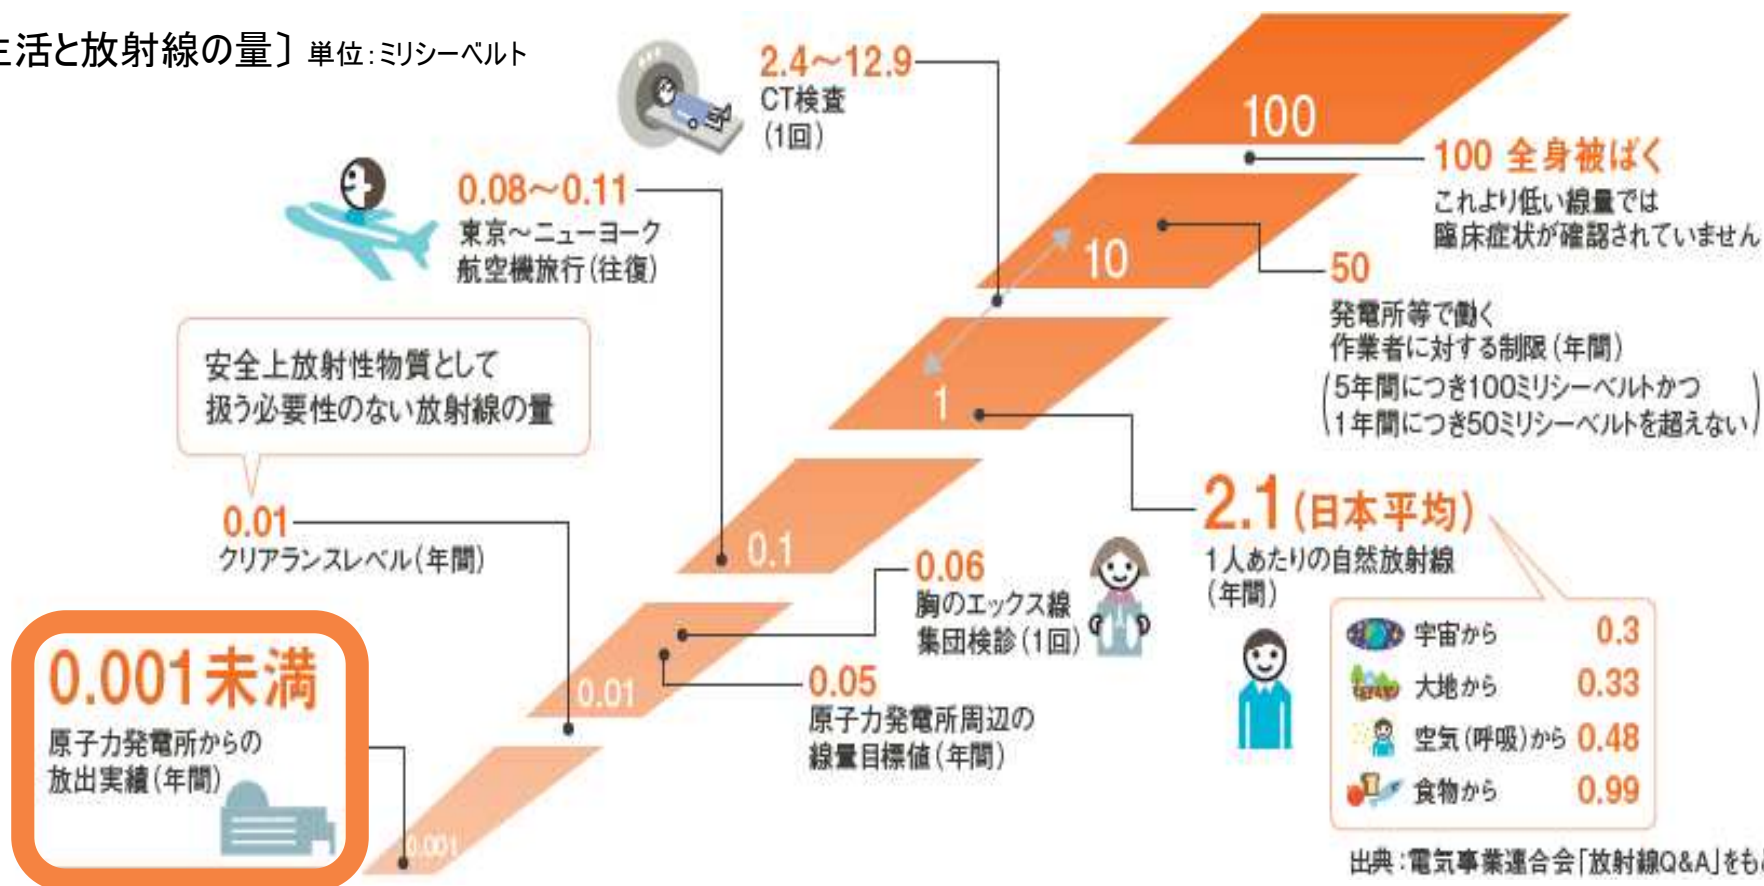 生活と放射線の量〕 単位：ミリシーベルト
2.4～12.9
CT検査
(1回)
0.08～0.11
東京～ニューヨーク
航空機旅行(往復)
安全上放射性物質として
扱う必要性のない放射線の量
0.01
クリアランスレベル(年間)
0.001未満
原子力発電所からの
放出実績(年間)
100
10
1
0.1
0.01
0.001
100 全身被ばく
これより低い線量では
臨床症状が確認されていません
50
発電所等で働く
作業者に対する制限(年間)
(5年間につき100ミリシーベルトかつ
1年間につき50ミリシーベルトを超えない)
2.1(日本平均)
1人あたりの自然放射線
(年間)
宇宙から 0.3
大地から 0.33
空気(呼吸)から 0.48
食物から 0.99
0.06
胸のエックス線
集団検診(1回)
0.05
原子力発電所周辺の
線量目標値(年間)
出典：電気事業連合会「放射線Q&A」をも